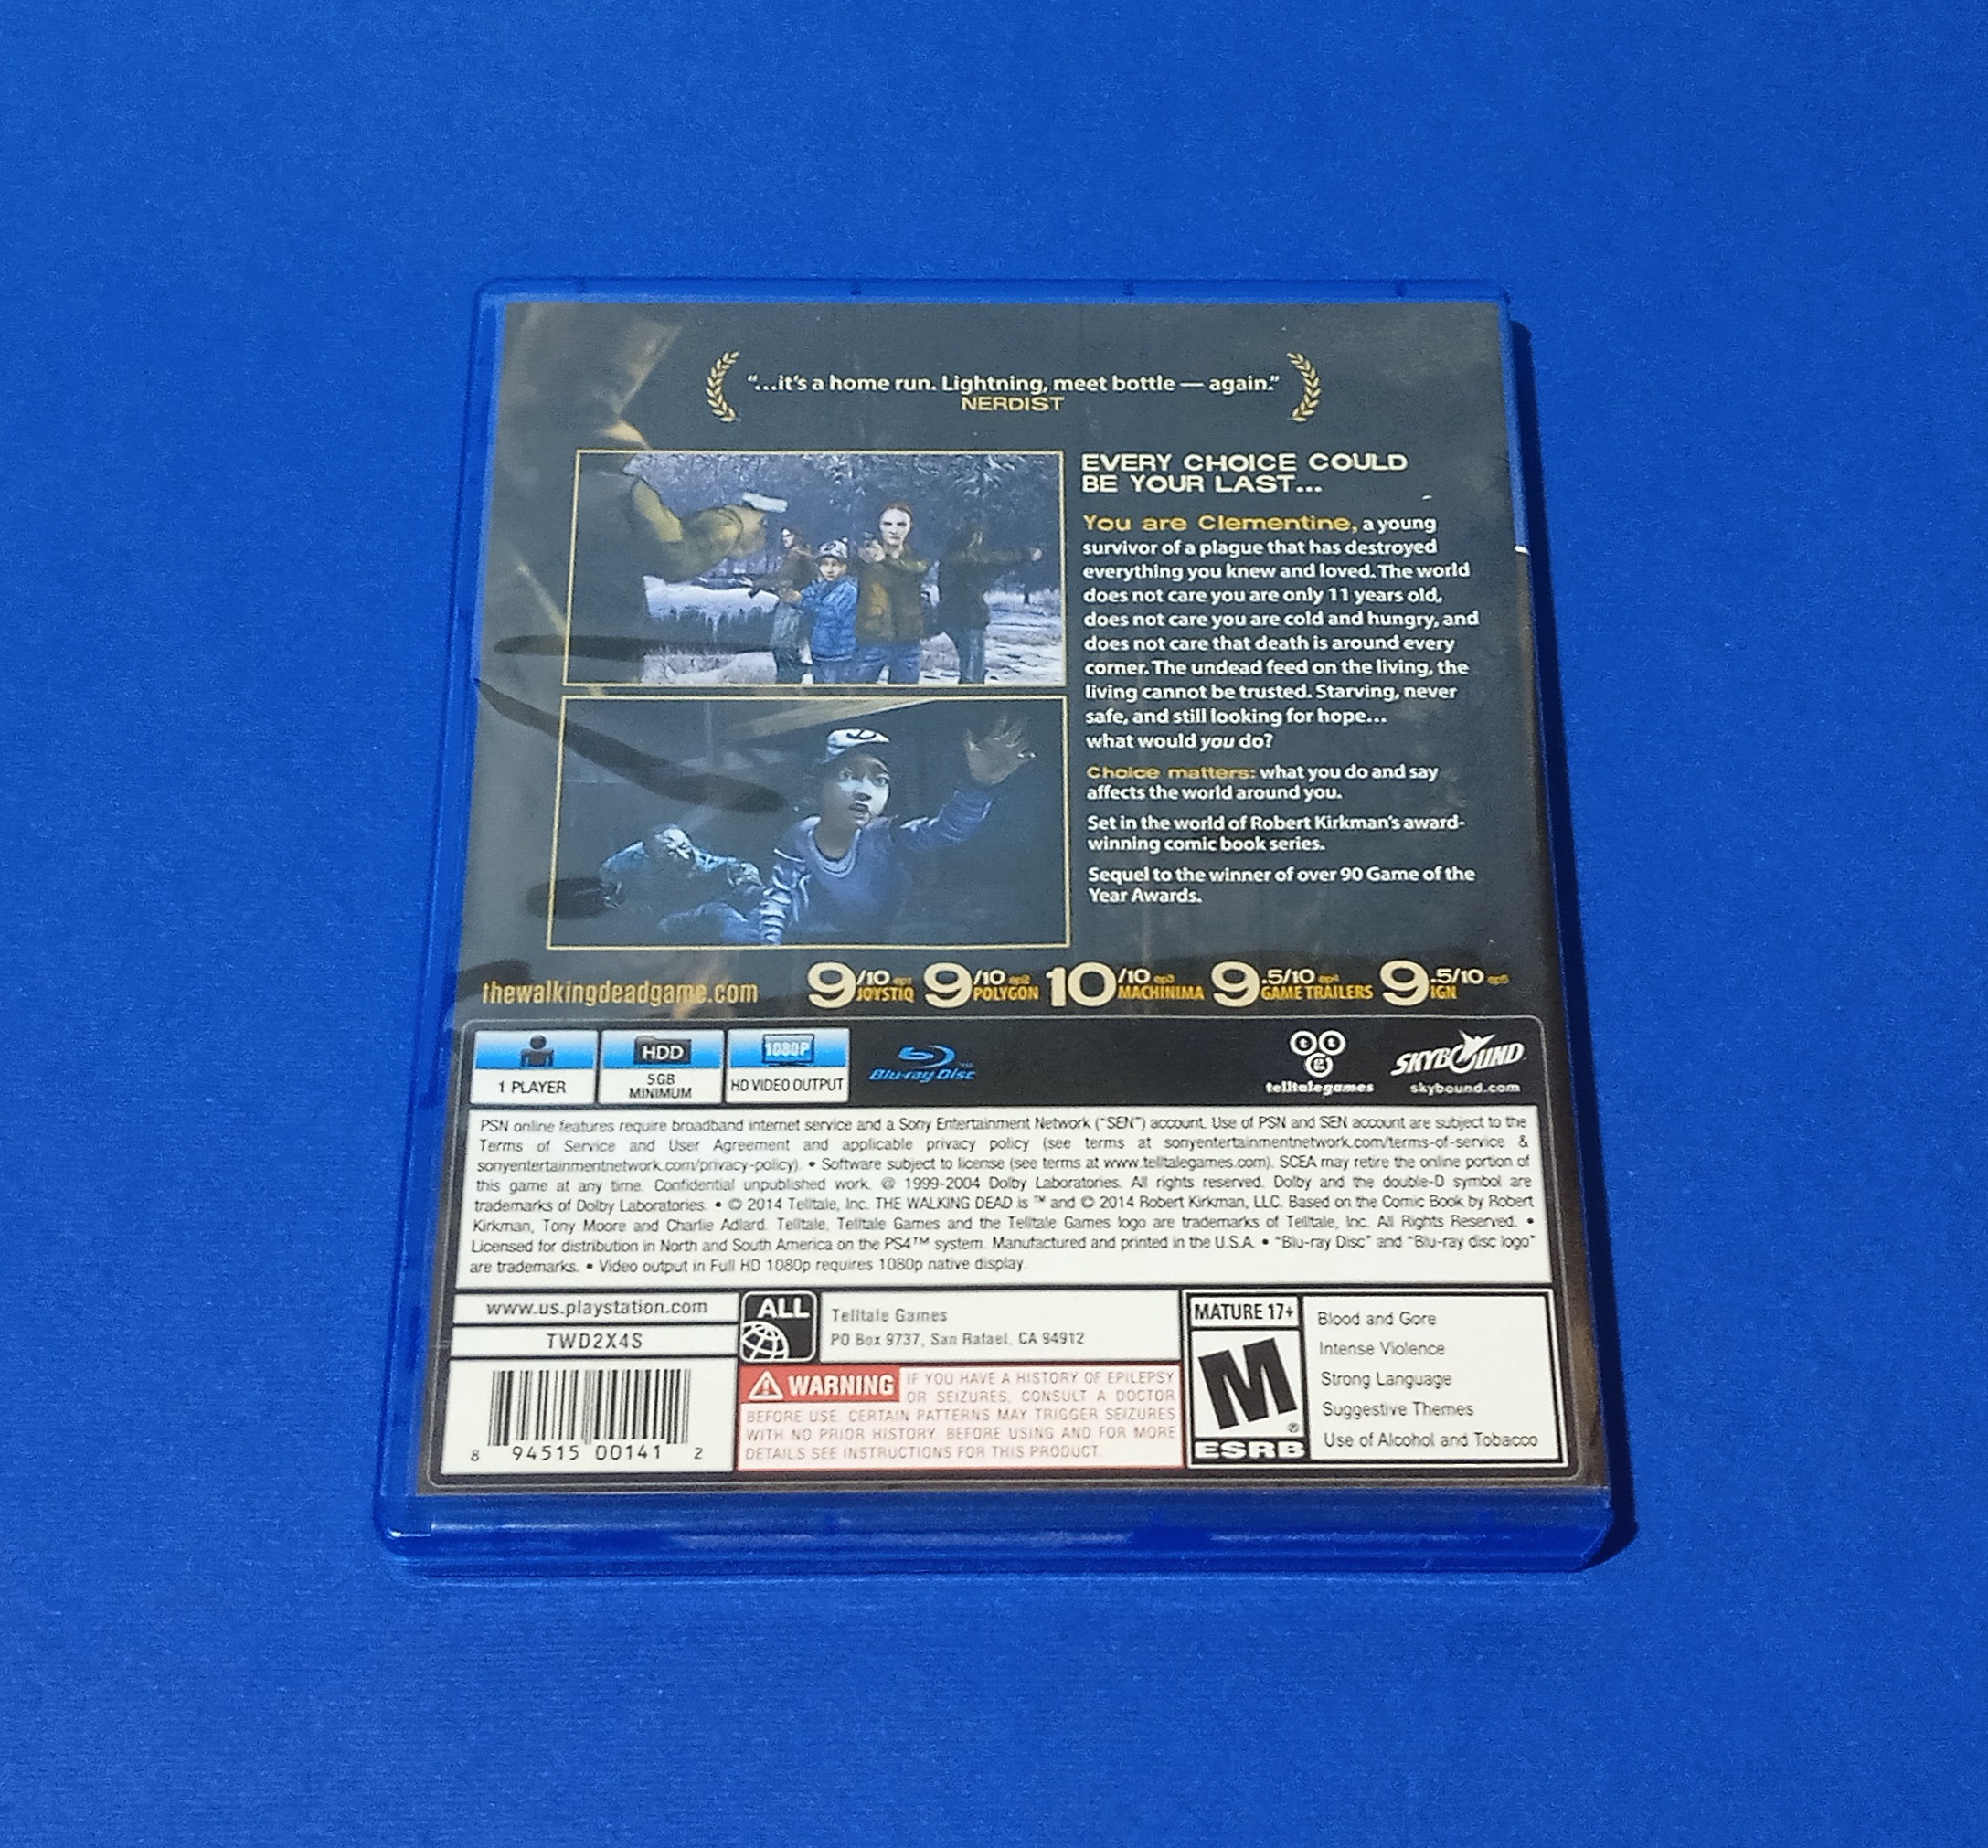 “...it’s a home run. Lightning, meet bottle — again.”
NERDIST
EVERY CHOICE COULD
BE YOUR LAST...
You are Clementine, a young
survivor of a plague that has destroyed
everything you knew and loved. The world
does not care you are only 11 years old,
does not care you are cold and hungry, and
does not care that death is around every
corner. The undead feed on the living, the
living cannot be trusted. Starving, never
safe, and still looking for hope...
what would you do?
Choice matters: what you do and say
affects the world around you.
Set in the world of Robert Kirkman’s award-
winning comic book series.
Sequel to the winner of over 90 Game of the
Year Awards.
thewalkingdeadgame.com
9/10 ep1 JOYSTIQ
9/10 ep2 POLYGON
10/10 ep3 MACHINIMA
9.5/10 ep4 GAME TRAILERS
9.5/10 ep5 IGN
1 PLAYER
HDD
5GB
MINIMUM
1080P
HD VIDEO OUTPUT
Blu-ray Disc™
ttg
telltalegames
SKYBOUND
skybound.com
PSN online features require broadband internet service and a Sony Entertainment Network (“SEN”) account. Use of PSN and SEN account are subject to the
Terms of Service and User Agreement and applicable privacy policy (see terms at sonyentertainmentnetwork.com/terms-of-service &
sonyentertainmentnetwork.com/privacy-policy). • Software subject to license (see terms at www.telltalegames.com). SCEA may retire the online portion of
this game at any time. Confidential unpublished work. @ 1999-2004 Dolby Laboratories. All rights reserved. Dolby and the double-D symbol are
trademarks of Dolby Laboratories. • © 2014 Telltale, Inc. THE WALKING DEAD is ™ and © 2014 Robert Kirkman, LLC. Based on the Comic Book by Robert
Kirkman, Tony Moore and Charlie Adlard. Telltale, Telltale Games and the Telltale Games logo are trademarks of Telltale, Inc. All Rights Reserved. •
Licensed for distribution in North and South America on the PS4™ system. Manufactured and printed in the U.S.A. • “Blu-ray Disc” and “Blu-ray disc logo”
are trademarks. • Video output in Full HD 1080p requires 1080p native display.
www.us.playstation.com
TWD2X4S
8 94515 00141 2
ALL
Telltale Games
PO Box 9737, San Rafael, CA 94912
WARNING IF YOU HAVE A HISTORY OF EPILEPSY
OR SEIZURES, CONSULT A DOCTOR
BEFORE USE. CERTAIN PATTERNS MAY TRIGGER SEIZURES
WITH NO PRIOR HISTORY. BEFORE USING AND FOR MORE
DETAILS SEE INSTRUCTIONS FOR THIS PRODUCT.
MATURE 17+
M®
ESRB
Blood and Gore
Intense Violence
Strong Language
Suggestive Themes
Use of Alcohol and Tobacco